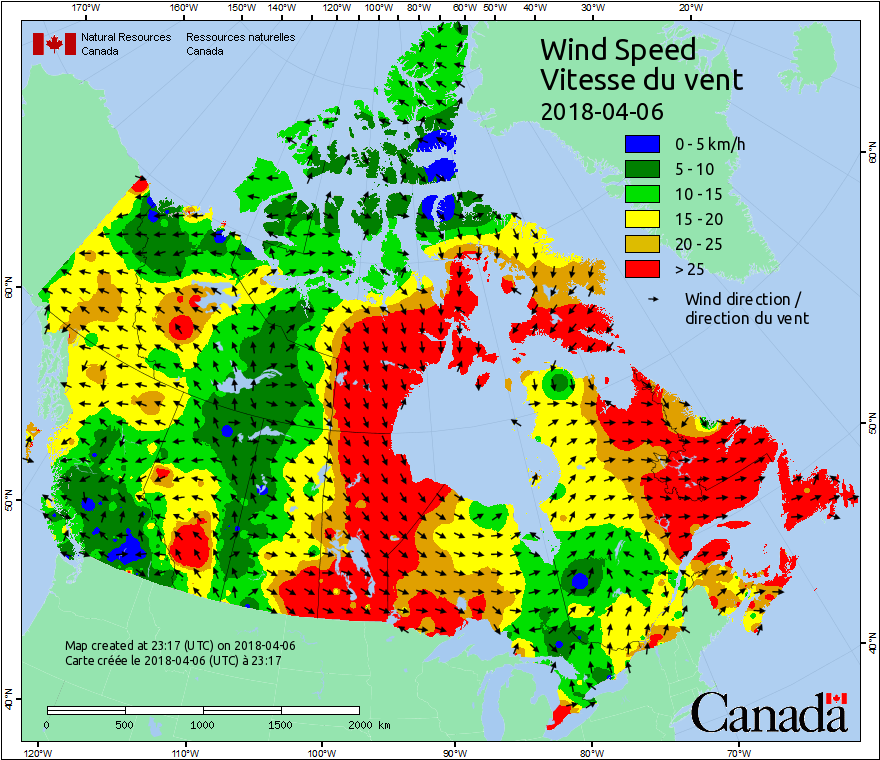 170°W 160°W 150°W 140°W 120°W 100°W 80°W 60°W 50°W 40°W 30°W 20°W
Natural Resources Canada
Ressources naturelles Canada
Wind Speed
Vitesse du vent
2018-04-06
0 - 5 km/h
5 - 10
10 - 15
15 - 20
20 - 25
> 25
Wind direction /
direction du vent
60°N
50°N
40°N
60°N
50°N
40°N
Map created at 23:17 (UTC) on 2018-04-06
Carte créée le 2018-04-06 (UTC) à 23:17
0 500 1000 1500 2000 km
Canada
120°W 110°W 100°W 90°W 80°W 70°W